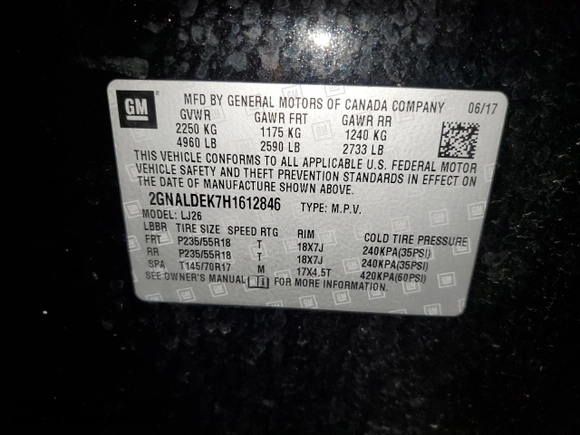 GM ® MFD BY GENERAL MOTORS OF CANADA COMPANY 06/17
GVWR GAWR FRT GAWR RR
2250 KG 1175 KG 1240 KG
4960 LB 2590 LB 2733 LB
THIS VEHICLE CONFORMS TO ALL APPLICABLE U.S. FEDERAL MOTOR
VEHICLE SAFETY AND THEFT PREVENTION STANDARDS IN EFFECT ON
THE DATE OF MANUFACTURE SHOWN ABOVE.
2GNALDEK7H1612846 TYPE: M.P.V.
MODEL: LJ26
LBBR TIRE SIZE SPEED RTG RIM COLD TIRE PRESSURE
FRT P235/55R18 T 18X7J 240KPA(35PSI)
RR P235/55R18 T 18X7J 240KPA(35PSI)
SPA T145/70R17 M 17X4.5T 420KPA(60PSI)
SEE OWNER'S MANUAL FOR MORE INFORMATION.